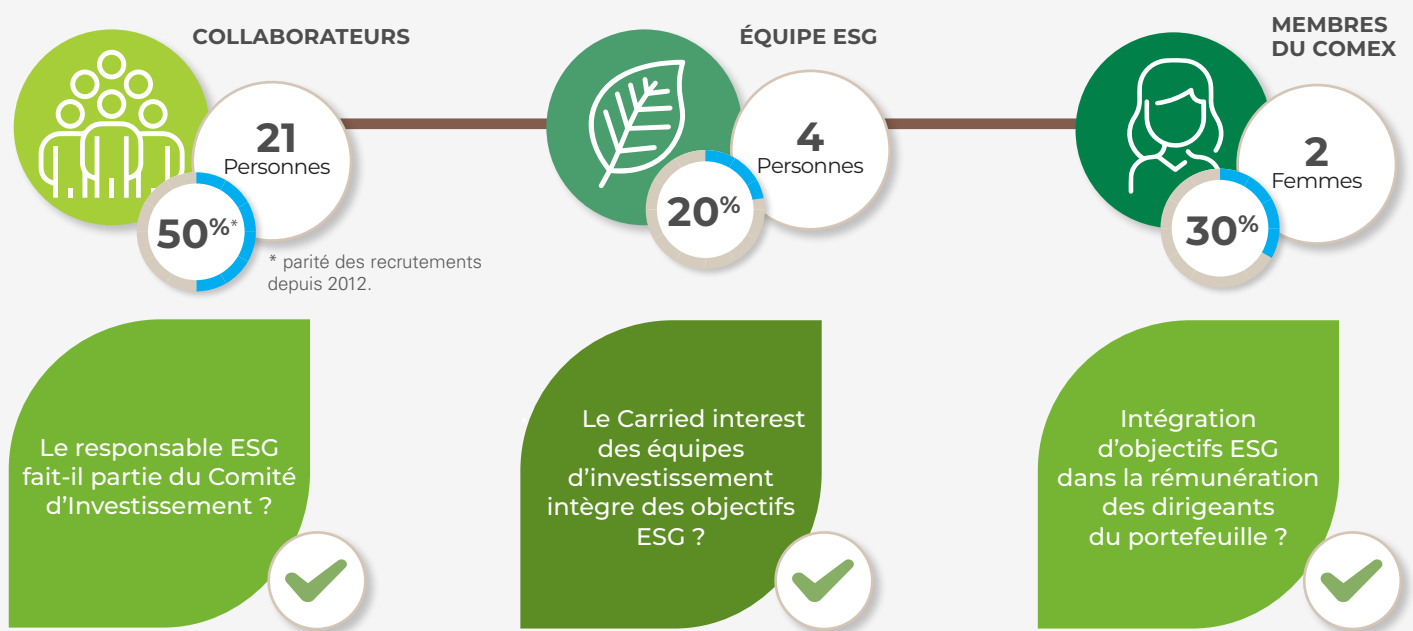 COLLABORATEURS
21
Personnes
50%*
* parité des recrutements
depuis 2012.
ÉQUIPE ESG
4
Personnes
20%
MEMBRES
DU COMEX
2
Femmes
30%
Le responsable ESG
fait-il partie du Comité
d'Investissement ?
Le Carried interest
des équipes
d'investissement
intègre des objectifs
ESG ?
Intégration
d'objectifs ESG
dans la rémunération
des dirigeants
du portefeuille ?